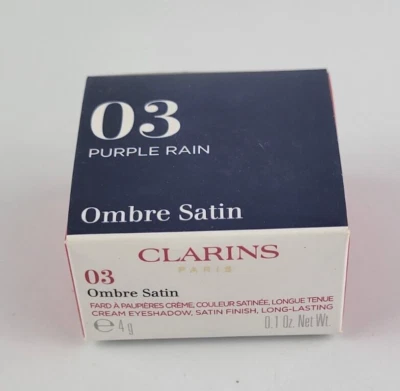 03
PURPLE RAIN
Ombre Satin
CLARINS
PARIS
03
Ombre Satin
FARD À PAUPIÈRES CRÈME, COULEUR SATINÉE, LONGUE TENUE
CREAM EYESHADOW, SATIN FINISH, LONG-LASTING
℮ 4 g 0.1 Oz. Net Wt.